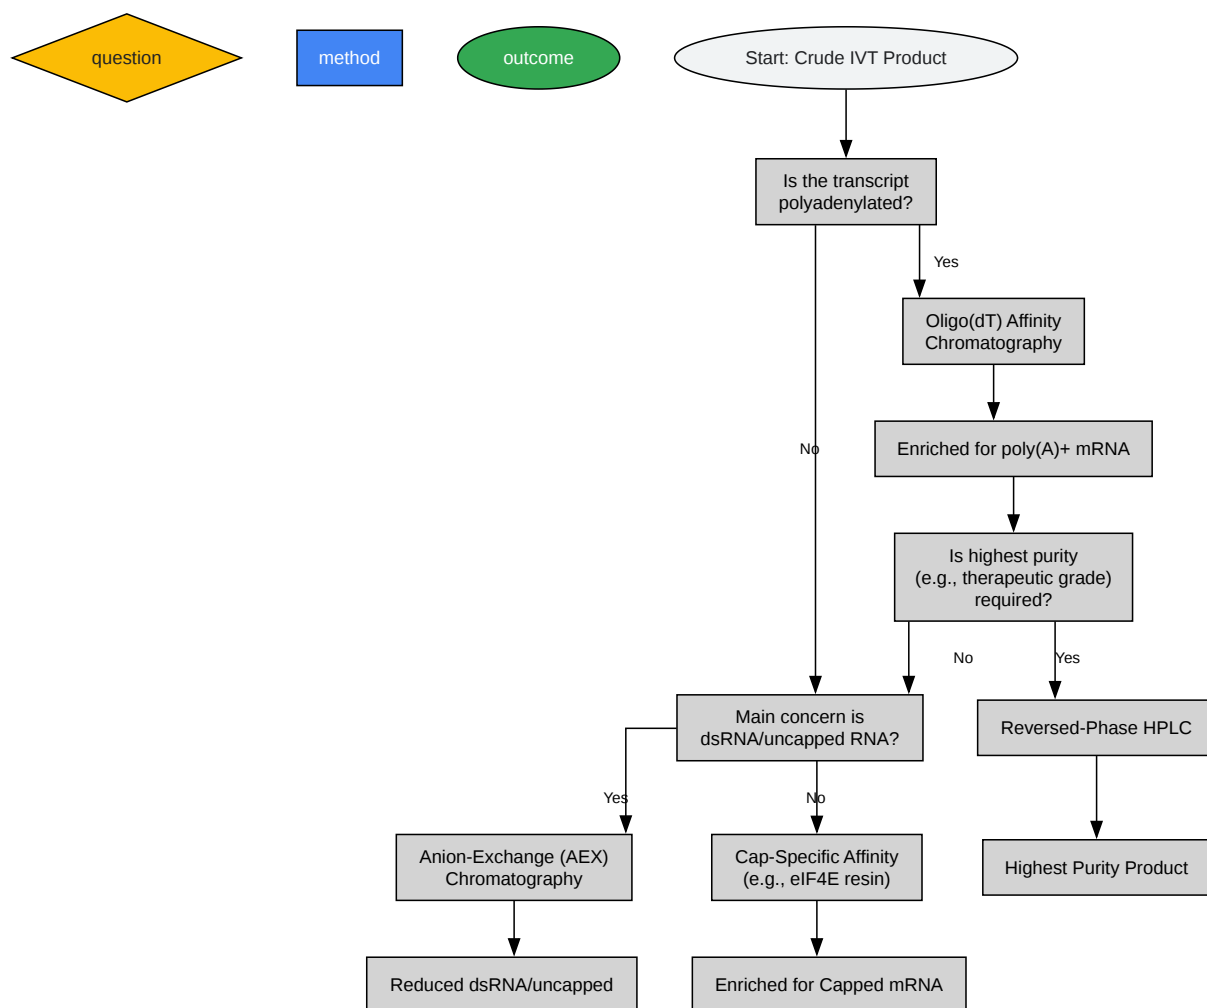 question
method
outcome
Start: Crude IVT Product
Is the transcript
polyadenylated?
Yes
Oligo(dT) Affinity
Chromatography
No
Enriched for poly(A)+ mRNA
Is highest purity
(e.g., therapeutic grade)
required?
No
Yes
Main concern is
dsRNA/uncapped RNA?
Reversed-Phase HPLC
Yes
No
Anion-Exchange (AEX)
Chromatography
Cap-Specific Affinity
(e.g., eIF4E resin)
Highest Purity Product
Reduced dsRNA/uncapped
Enriched for Capped mRNA